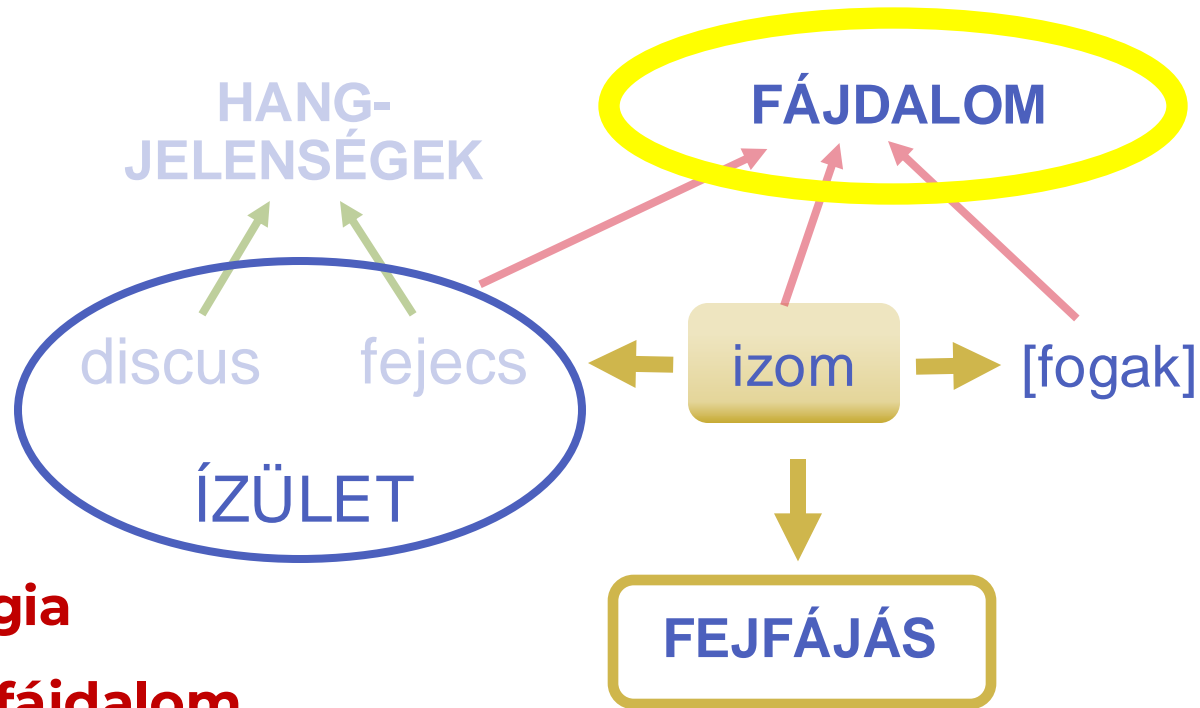 HANG-
JELENSÉGEK
FÁJDALOM
discus
fejecs
izom
[fogak]
ÍZÜLET
gia
fájdalom
FEJFÁJÁS